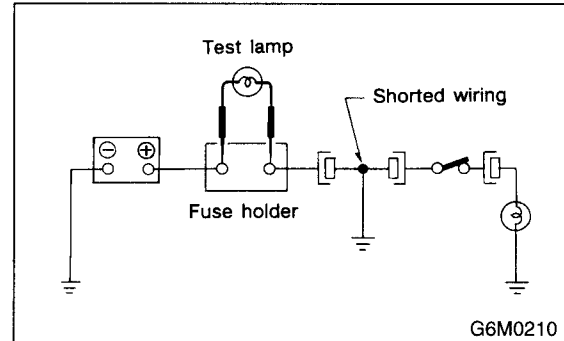 Test lamp
Shorted wiring
⊖ ⊕
Fuse holder
G6M0210